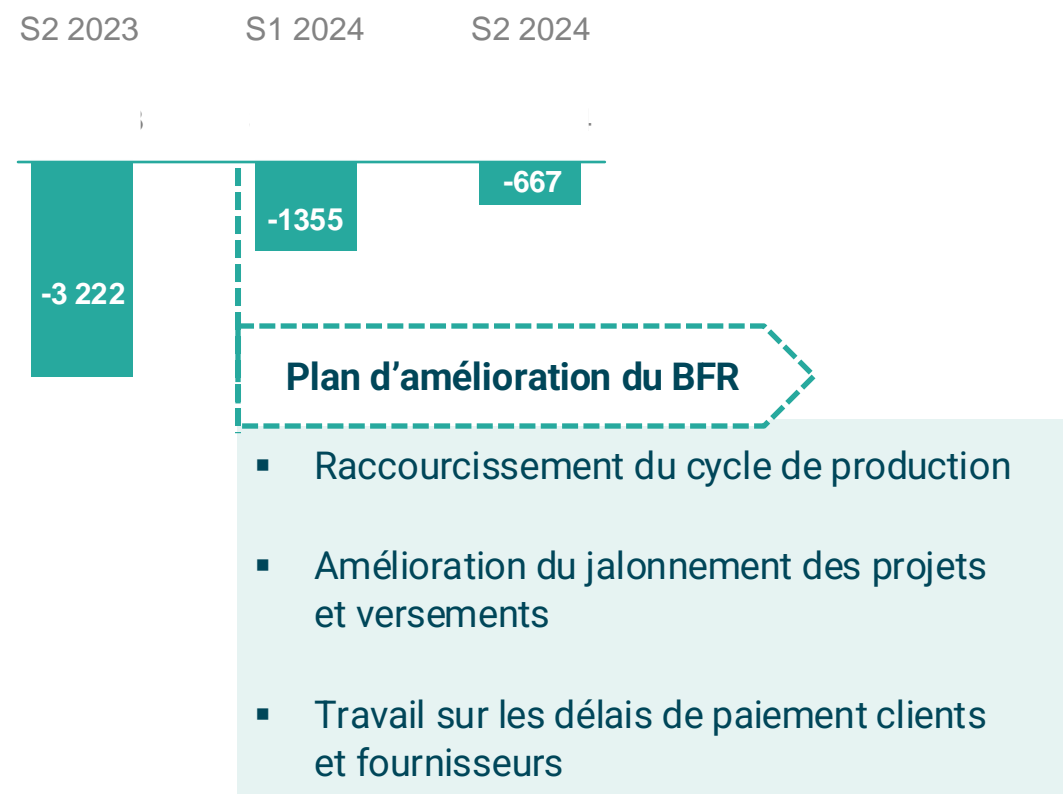 S2 2023 S1 2024 S2 2024
-3 222
-1355
-667
Plan d’amélioration du BFR
▪ Raccourcissement du cycle de production
▪ Amélioration du jalonnement des projets
et versements
▪ Travail sur les délais de paiement clients
et fournisseurs